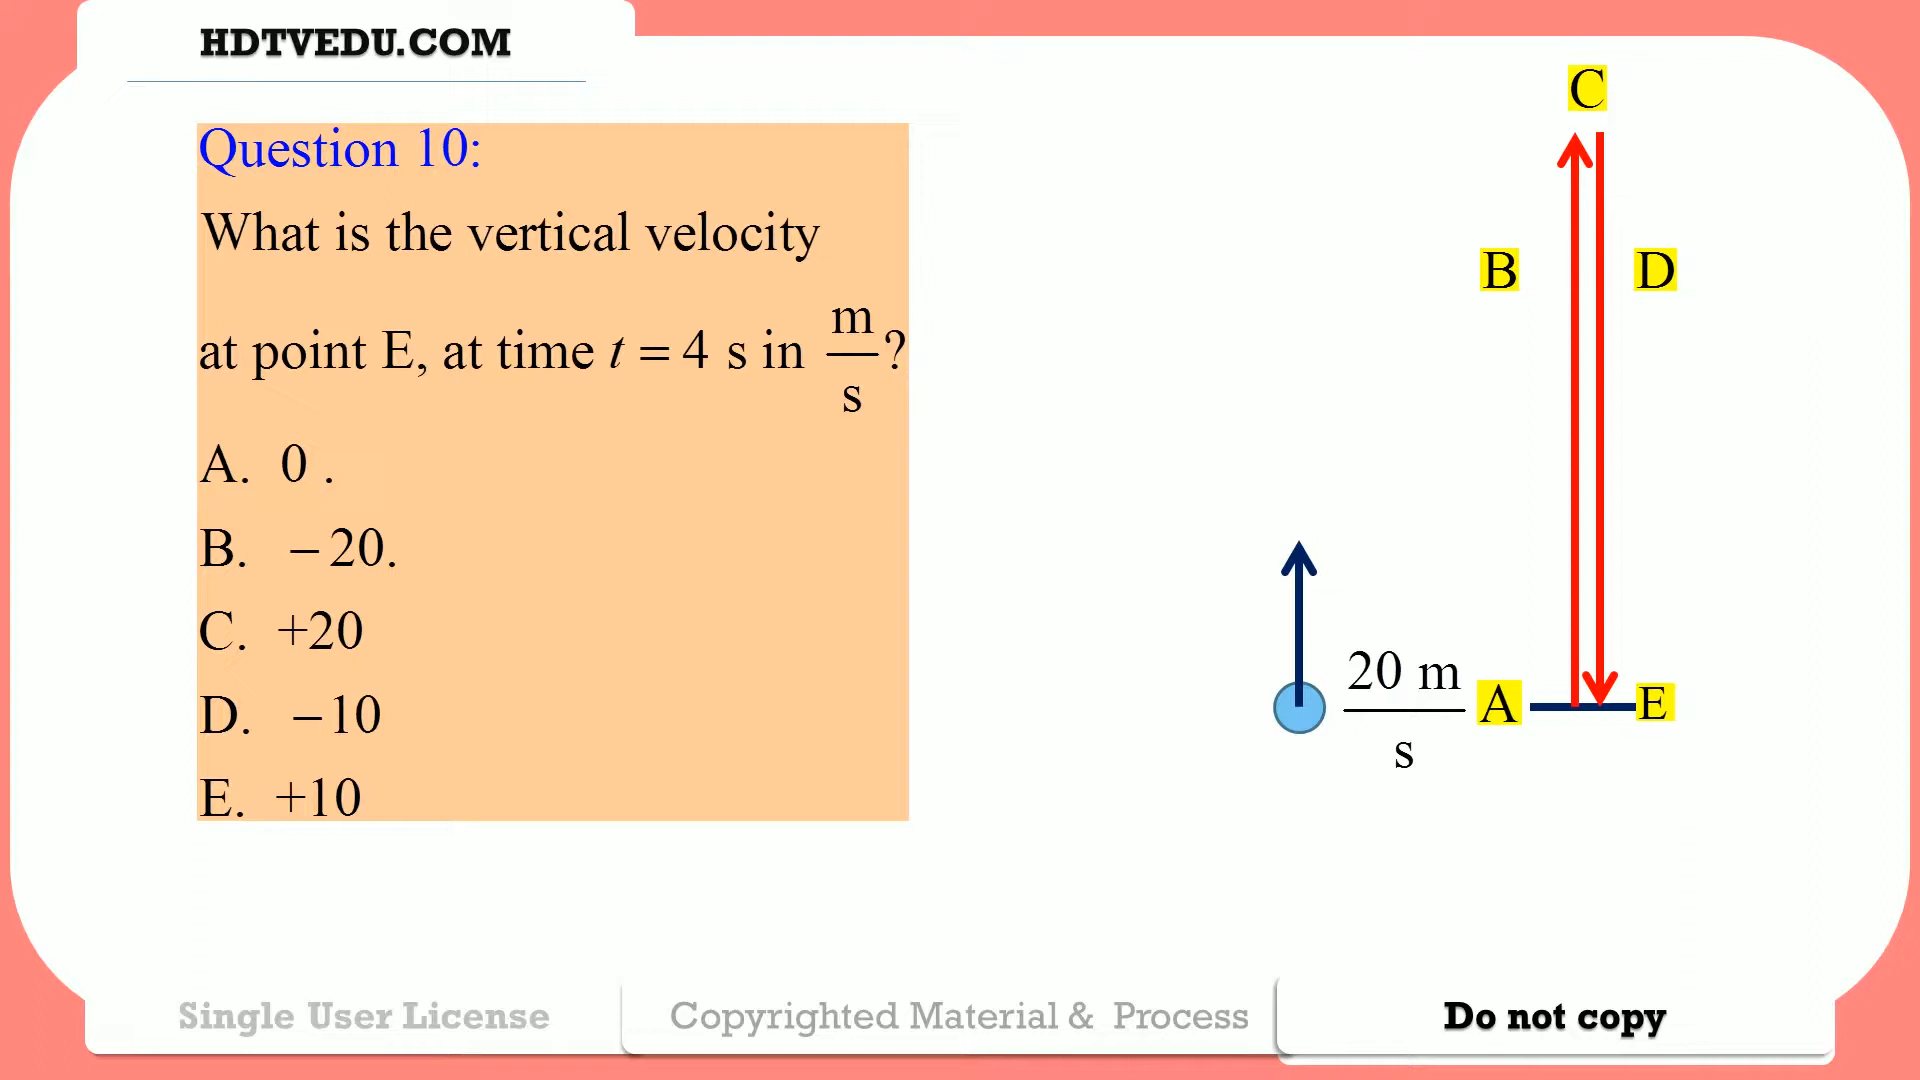 HDTVEDU.COM
Question 10:
What is the vertical velocity
at point E, at time t = 4 s in m/s?
A. 0 .
B. − 20.
C. +20
D. − 10
E. +10
C
B
D
20 m/s
A
E
Single User License
Copyrighted Material & Process
Do not copy